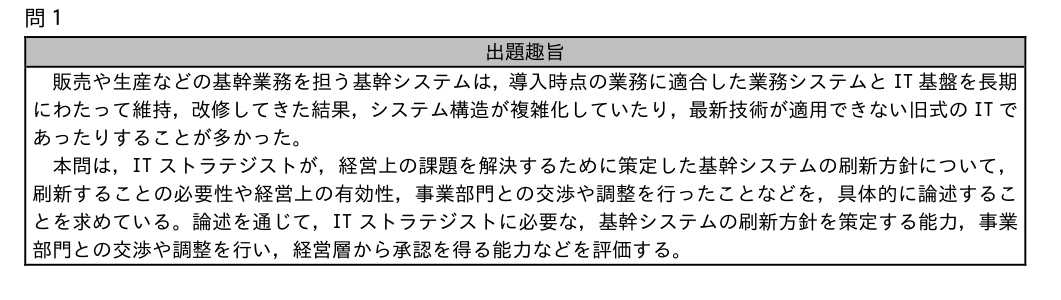 問1
出題趣旨
　販売や生産などの基幹業務を担う基幹システムは，導入時点の業務に適合した業務システムと IT 基盤を長期
にわたって維持，改修してきた結果，システム構造が複雑化していたり，最新技術が適用できない旧式の IT で
あったりすることが多かった。
　本問は，IT ストラテジストが，経営上の課題を解決するために策定した基幹システムの刷新方針について，
刷新することの必要性や経営上の有効性，事業部門との交渉や調整を行ったことなどを，具体的に論述するこ
とを求めている。論述を通じて，IT ストラテジストに必要な，基幹システムの刷新方針を策定する能力，事業
部門との交渉や調整を行い，経営層から承認を得る能力などを評価する。